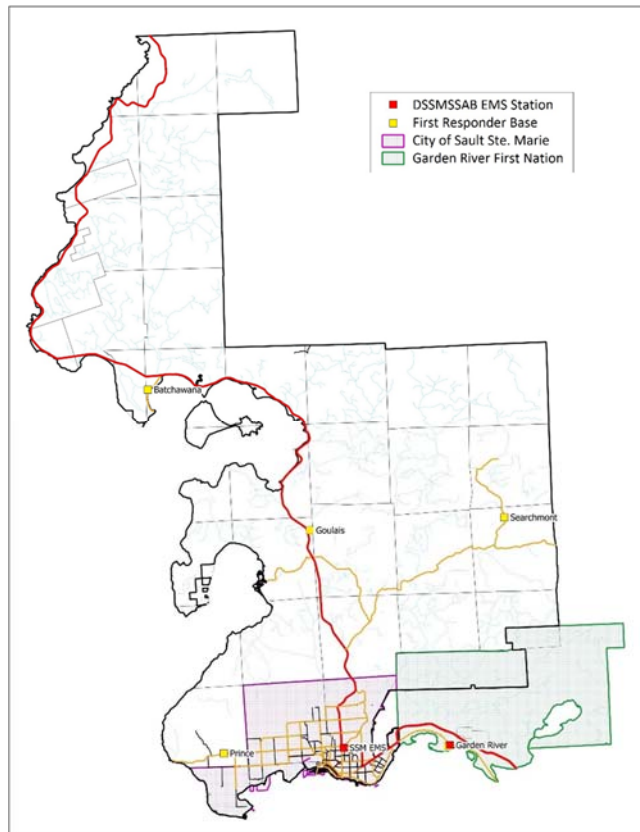 DSSMSSAB EMS Station
First Responder Base
City of Sault Ste. Marie
Garden River First Nation
Batchawana
Goulais
Searchmont
Prince
SSM EMS
Garden River